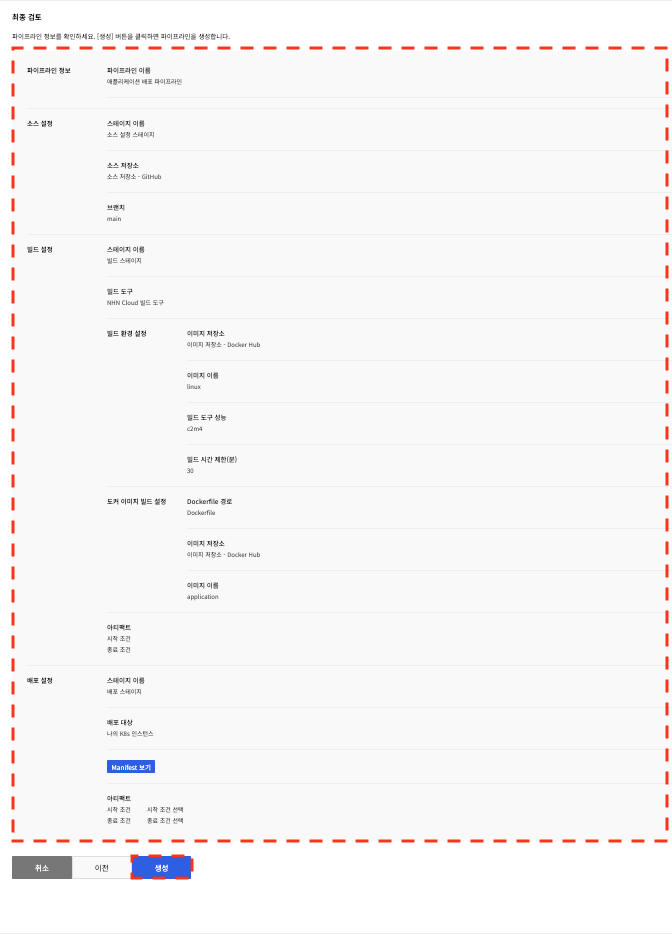 최종 검토
파이프라인 정보를 확인하세요. [생성] 버튼을 클릭하면 파이프라인을 생성합니다.
파이프라인 정보
파이프라인 이름
애플리케이션 배포 파이프라인
소스 설정
스테이지 이름
소스 설정 스테이지
소스 저장소
소스 저장소 - GitHub
브랜치
main
빌드 설정
스테이지 이름
빌드 스테이지
빌드 도구
NHN Cloud 빌드 도구
빌드 환경 설정
이미지 저장소
이미지 저장소 - Docker Hub
이미지 이름
linux
빌드 도구 성능
c2m4
빌드 시간 제한(분)
30
도커 이미지 빌드 설정
Dockerfile 경로
Dockerfile
이미지 저장소
이미지 저장소 - Docker Hub
이미지 이름
application
아티팩트
시작 조건
종료 조건
배포 설정
스테이지 이름
배포 스테이지
배포 대상
나의 K8s 인스턴스
Manifest 보기
아티팩트
시작 조건 시작 조건 선택
종료 조건 종료 조건 선택
취소 이전 생성